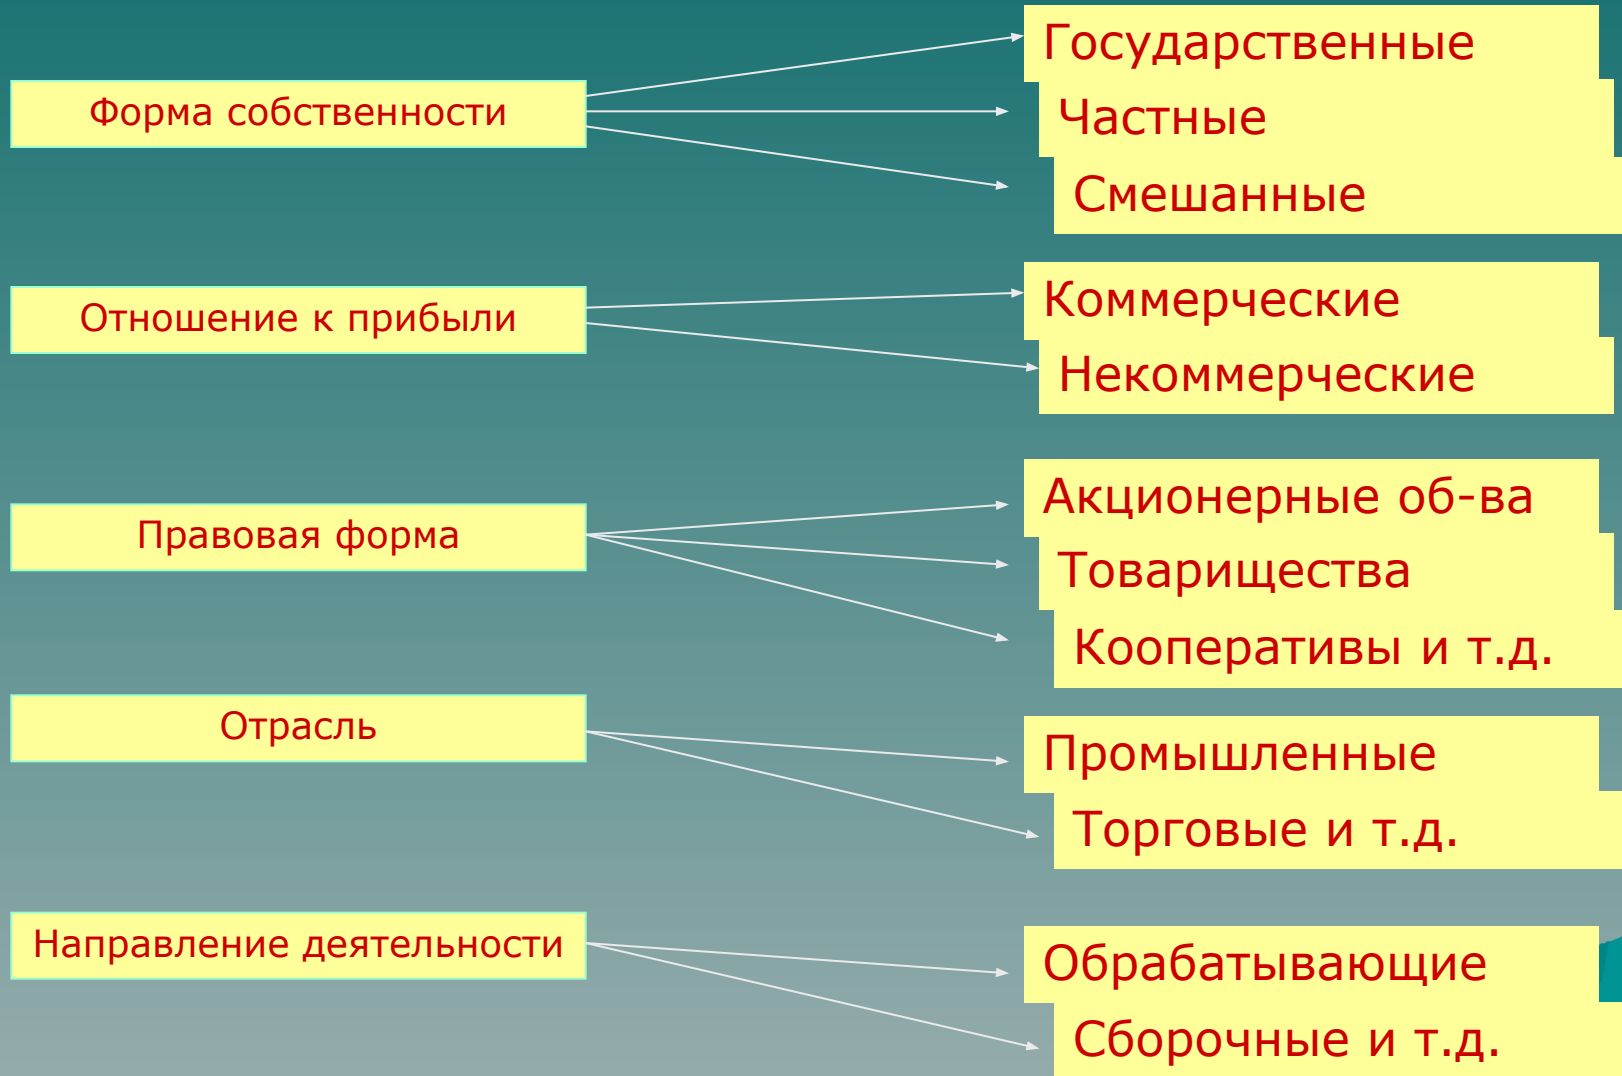 Форма собственности
Государственные
Частные
Смешанные
Отношение к прибыли
Коммерческие
Некоммерческие
Правовая форма
Акционерные об-ва
Товарищества
Кооперативы и т.д.
Отрасль
Промышленные
Торговые и т.д.
Направление деятельности
Обрабатывающие
Сборочные и т.д.